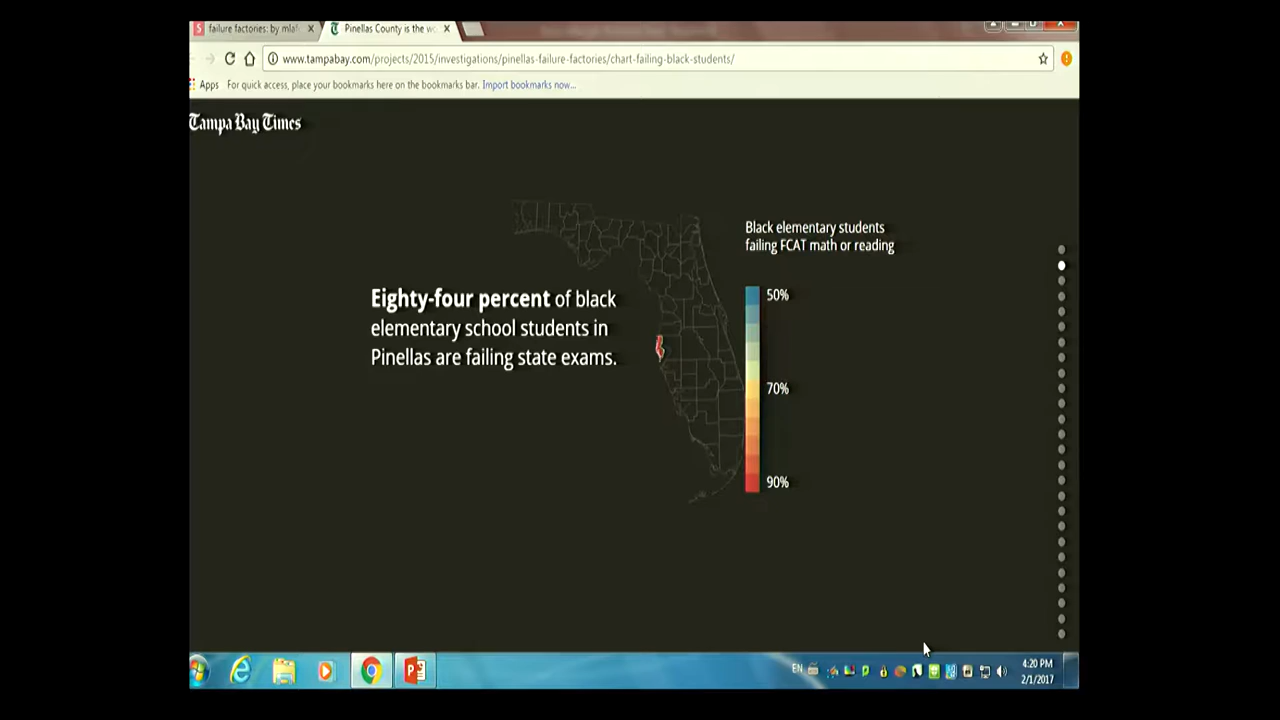 failure factories: by mla
Pinellas County is the wo
www.tampabay.com/projects/2015/investigations/pinellas-failure-factories/chart-failing-black-students/
Apps For quick access, place your bookmarks here on the bookmarks bar. Import bookmarks now...
Tampa Bay Times
Black elementary students
failing FCAT math or reading
Eighty-four percent of black
elementary school students in
Pinellas are failing state exams.
50%
70%
90%
EN
4:20 PM
2/1/2017